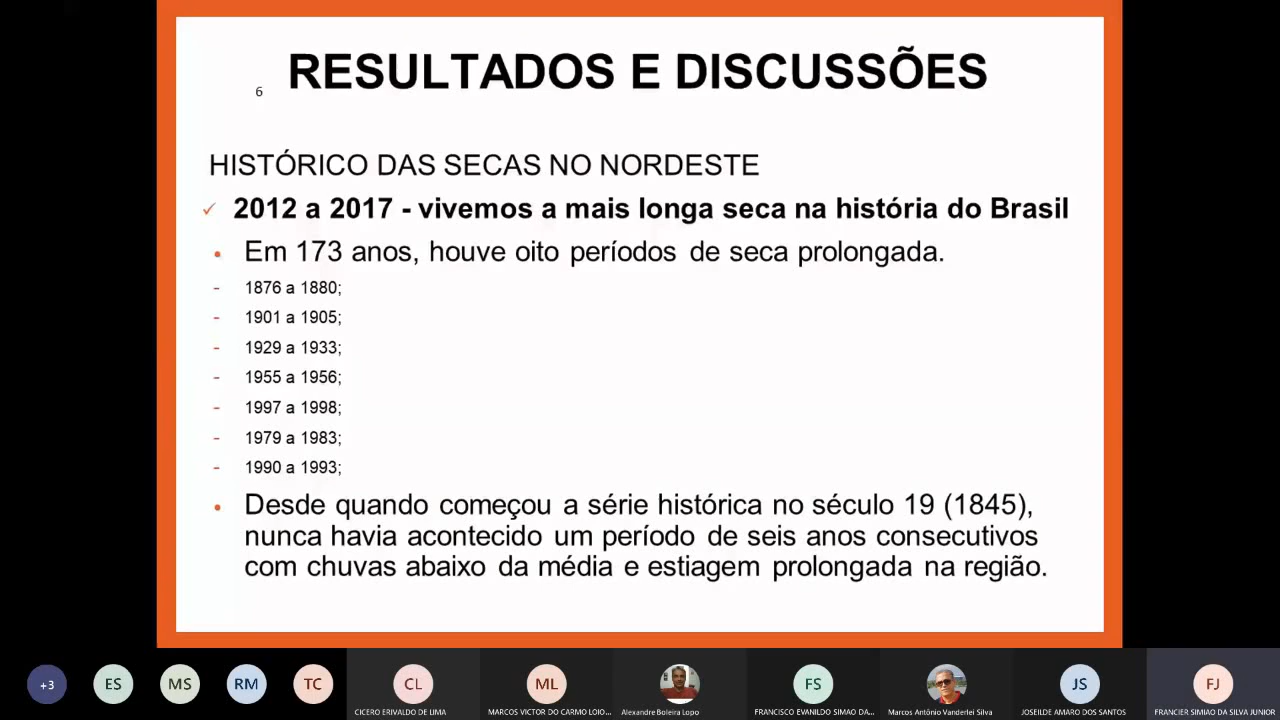 RESULTADOS E DISCUSSÕES
6
HISTÓRICO DAS SECAS NO NORDESTE
✓ 2012 a 2017 - vivemos a mais longa seca na história do Brasil
• Em 173 anos, houve oito períodos de seca prolongada.
- 1876 a 1880;
- 1901 a 1905;
- 1929 a 1933;
- 1955 a 1956;
- 1997 a 1998;
- 1979 a 1983;
- 1990 a 1993;
• Desde quando começou a série histórica no século 19 (1845),
nunca havia acontecido um período de seis anos consecutivos
com chuvas abaixo da média e estiagem prolongada na região.
+3
ES
MS
RM
TC
CL
CICERO ERIVALDO DE LIMA
ML
MARCOS VICTOR DO CARMO LOIO...
Alexandre Boleira Lopo
FS
FRANCISCO EVANILDO SIMAO DA...
Marcos Antônio Vanderlei Silva
JS
JOSEILDE AMARO DOS SANTOS
FJ
FRANCIER SIMIAO DA SILVA JUNIOR